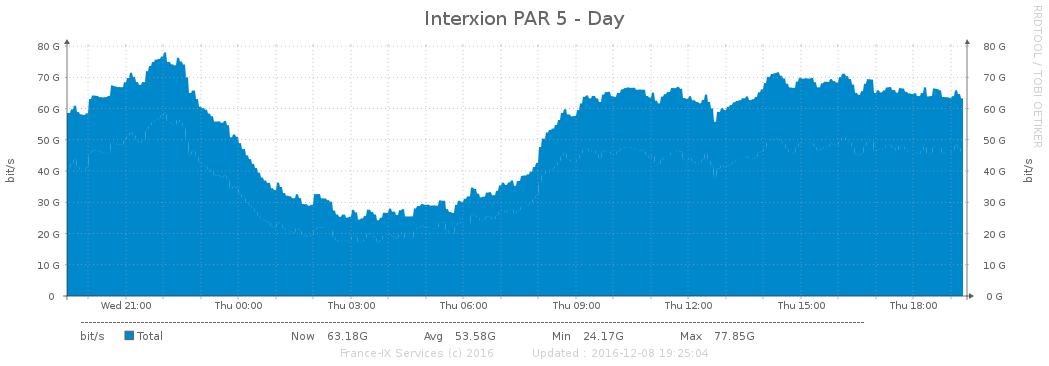 Interxion PAR 5 - Day
RRDTOOL / TOBI OETIKER
bit/s
bit/s
80 G 80 G
70 G 70 G
60 G 60 G
50 G 50 G
40 G 40 G
30 G 30 G
20 G 20 G
10 G 10 G
0 0 G
Wed 21:00 Thu 00:00 Thu 03:00 Thu 06:00 Thu 09:00 Thu 12:00 Thu 15:00 Thu 18:00
bit/s Total Now 63.18G Avg 53.58G Min 24.17G Max 77.85G
France-IX Services (c) 2016 Updated : 2016-12-08 19:25:04